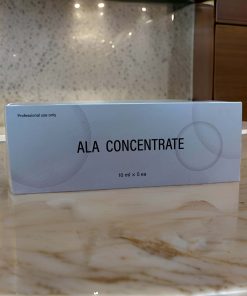 Professional use only
ALA CONCENTRATE
10 ml × 5 ea